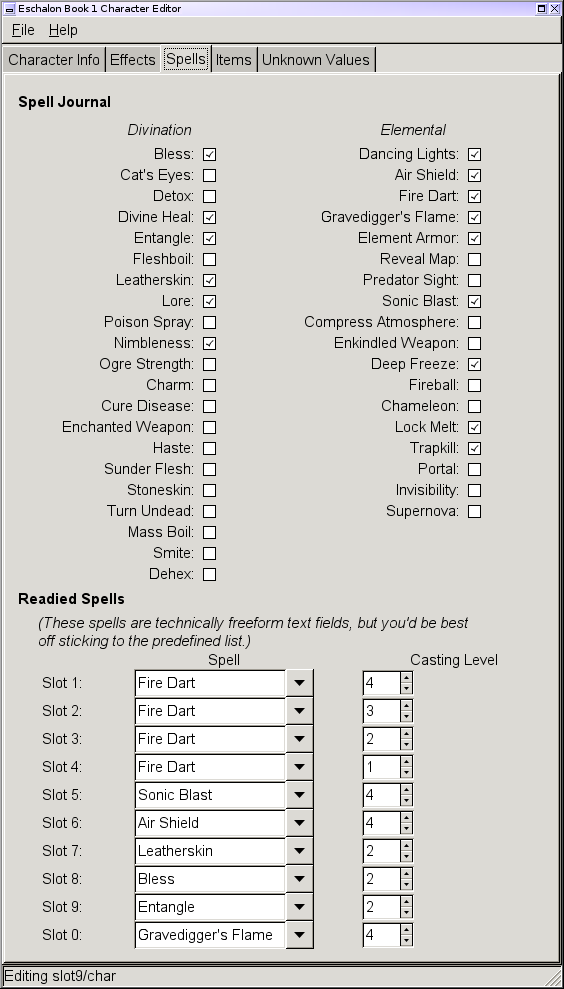 Eschalon Book 1 Character Editor
File Help
Character Info Effects Spells Items Unknown Values
Spell Journal
Divination Elemental
Bless: Dancing Lights:
Cat's Eyes: Air Shield:
Detox: Fire Dart:
Divine Heal: Gravedigger's Flame:
Entangle: Element Armor:
Fleshboil: Reveal Map:
Leatherskin: Predator Sight:
Lore: Sonic Blast:
Poison Spray: Compress Atmosphere:
Nimbleness: Enkindled Weapon:
Ogre Strength: Deep Freeze:
Charm: Fireball:
Cure Disease: Chameleon:
Enchanted Weapon: Lock Melt:
Haste: Trapkill:
Sunder Flesh: Portal:
Stoneskin: Invisibility:
Turn Undead: Supernova:
Mass Boil:
Smite:
Dehex:
Readied Spells
(These spells are technically freeform text fields, but you'd be best
off sticking to the predefined list.)
Spell Casting Level
Slot 1: Fire Dart 4
Slot 2: Fire Dart 3
Slot 3: Fire Dart 2
Slot 4: Fire Dart 1
Slot 5: Sonic Blast 4
Slot 6: Air Shield 4
Slot 7: Leatherskin 2
Slot 8: Bless 2
Slot 9: Entangle 2
Slot 0: Gravedigger's Flame 4
Editing slot9/char